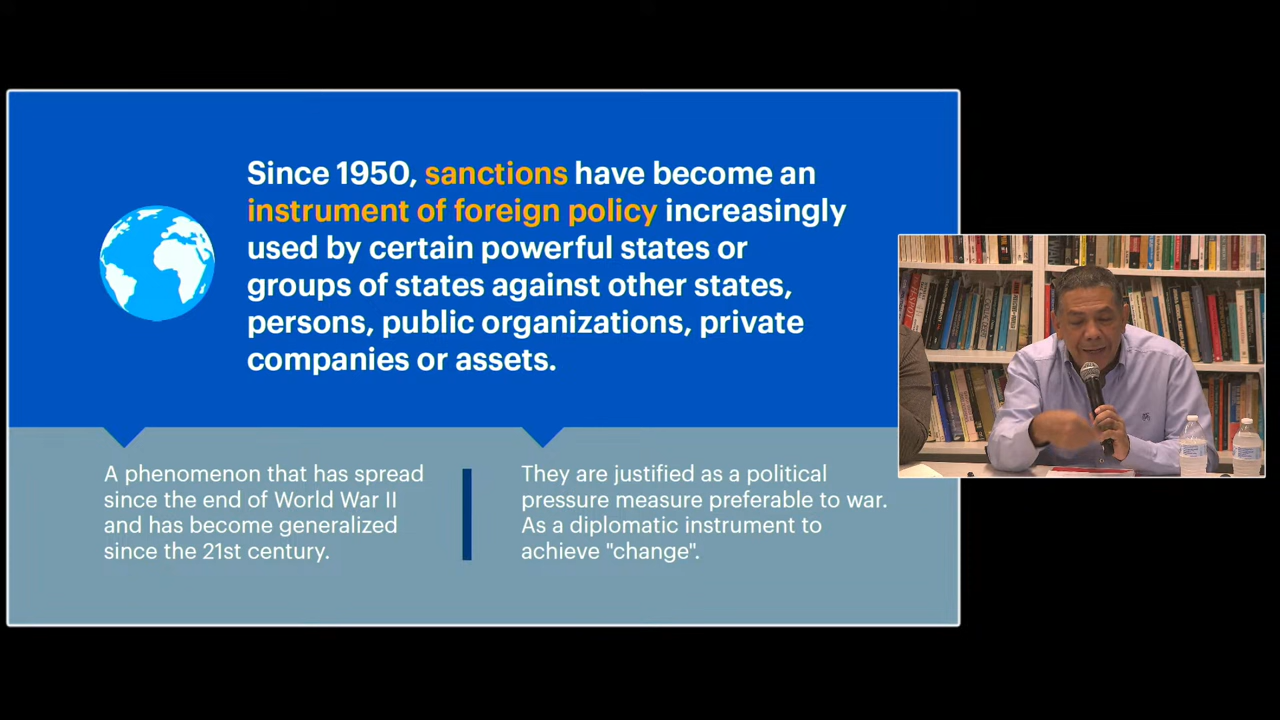 Since 1950, sanctions have become an
instrument of foreign policy increasingly
used by certain powerful states or
groups of states against other states,
persons, public organizations, private
companies or assets.
A phenomenon that has spread
since the end of World War II
and has become generalized
since the 21st century.
They are justified as a political
pressure measure preferable to war.
As a diplomatic instrument to
achieve "change".